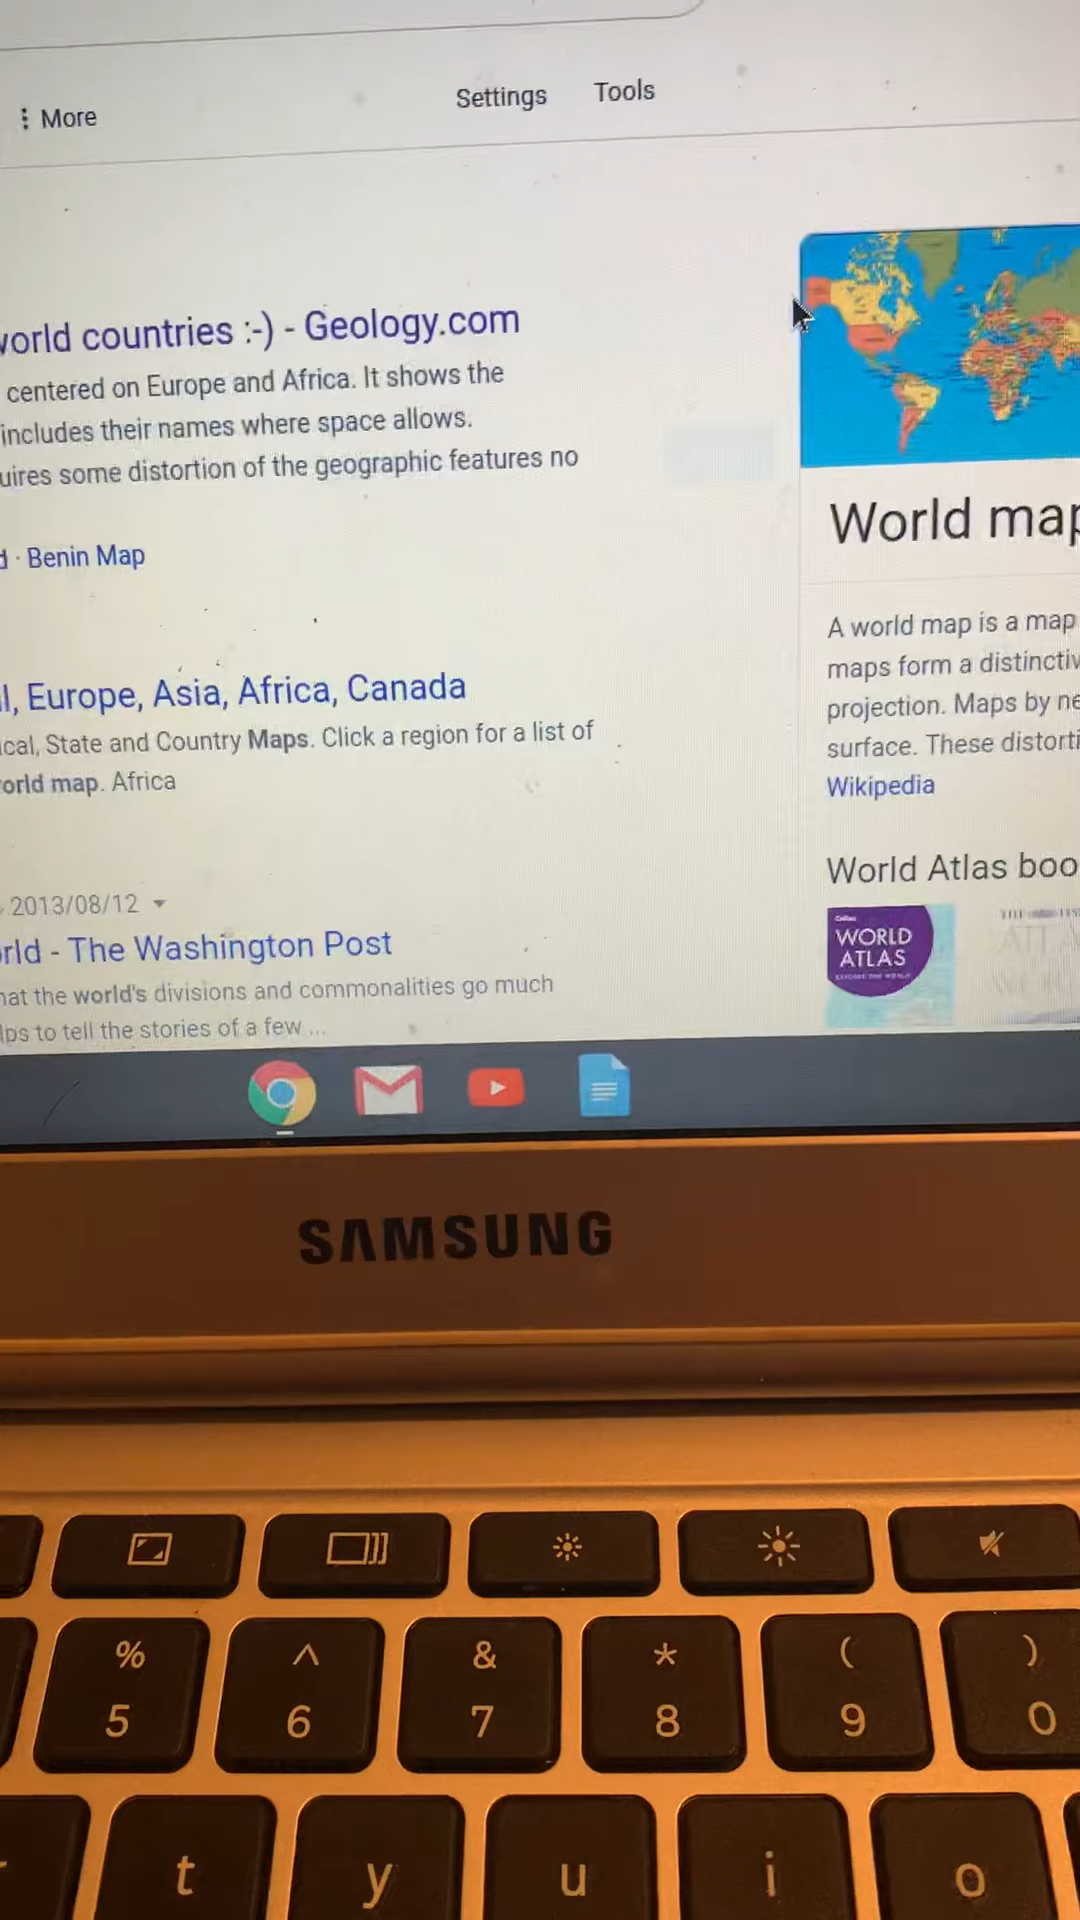 More
Settings Tools
world countries :-) - Geology.com
centered on Europe and Africa. It shows the
includes their names where space allows.
uires some distortion of the geographic features no
d · Benin Map
World map
A world map is a map
maps form a distinctiv
projection. Maps by ne
surface. These distorti
Wikipedia
l, Europe, Asia, Africa, Canada
ical, State and Country Maps. Click a region for a list of
orld map. Africa
World Atlas boo
Collins
WORLD
ATLAS
2013/08/12
rld - The Washington Post
hat the world's divisions and commonalities go much
lps to tell the stories of a few ...
SAMSUNG
% ^ & * ( )
5 6 7 8 9 0
t y u i o